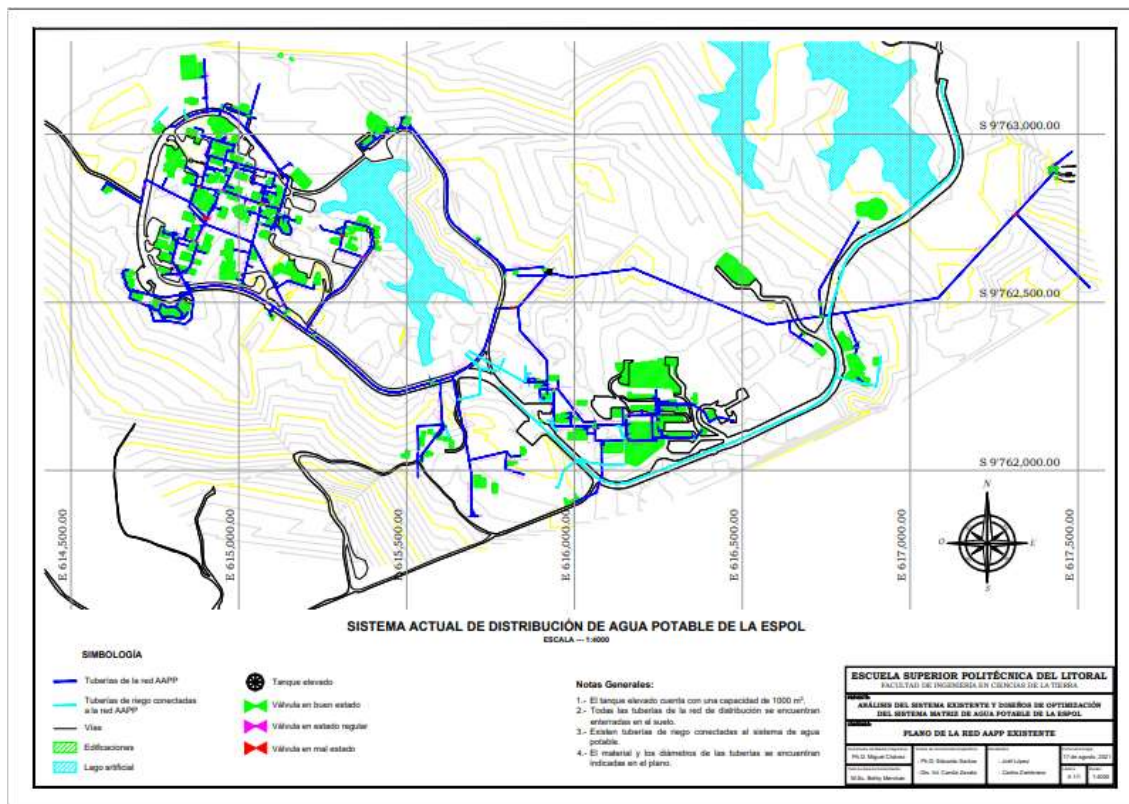 S 9'763,000.00
S 9'762,500.00
S 9'762,000.00
E 614,500.00
E 615,000.00
E 615,500.00
E 616,000.00
E 616,500.00
E 617,000.00
E 617,500.00
N
O
E
S
SISTEMA ACTUAL DE DISTRIBUCIÓN DE AGUA POTABLE DE LA ESPOL
ESCALA --- 1:4000
SIMBOLOGÍA
Tuberías de la red AAPP
Tuberías de riego conectadas
a la red AAPP
Vías
Edificaciones
Lago artificial
Tanque elevado
Válvula en buen estado
Válvula en estado regular
Válvula en mal estado
Notas Generales:
1.- El tanque elevado cuenta con una capacidad de 1000 m³.
2.- Todas las tuberías de la red de distribución se encuentran
enterradas en el suelo.
3.- Existen tuberías de riego conectadas al sistema de agua
potable.
4.- El material y los diámetros de las tuberías se encuentran
indicadas en el plano.
ESCUELA SUPERIOR POLITÉCNICA DEL LITORAL
FACULTAD DE INGENIERÍA EN CIENCIAS DE LA TIERRA
ANÁLISIS DEL SISTEMA EXISTENTE Y DISEÑOS DE OPTIMIZACIÓN
DEL SISTEMA MATRIZ DE AGUA POTABLE DE LA ESPOL
PLANO DE LA RED AAPP EXISTENTE
Ph.D. Miguel Chávez
- José López
- Carlos Zambrano
17 de agosto, 2021
1:4000